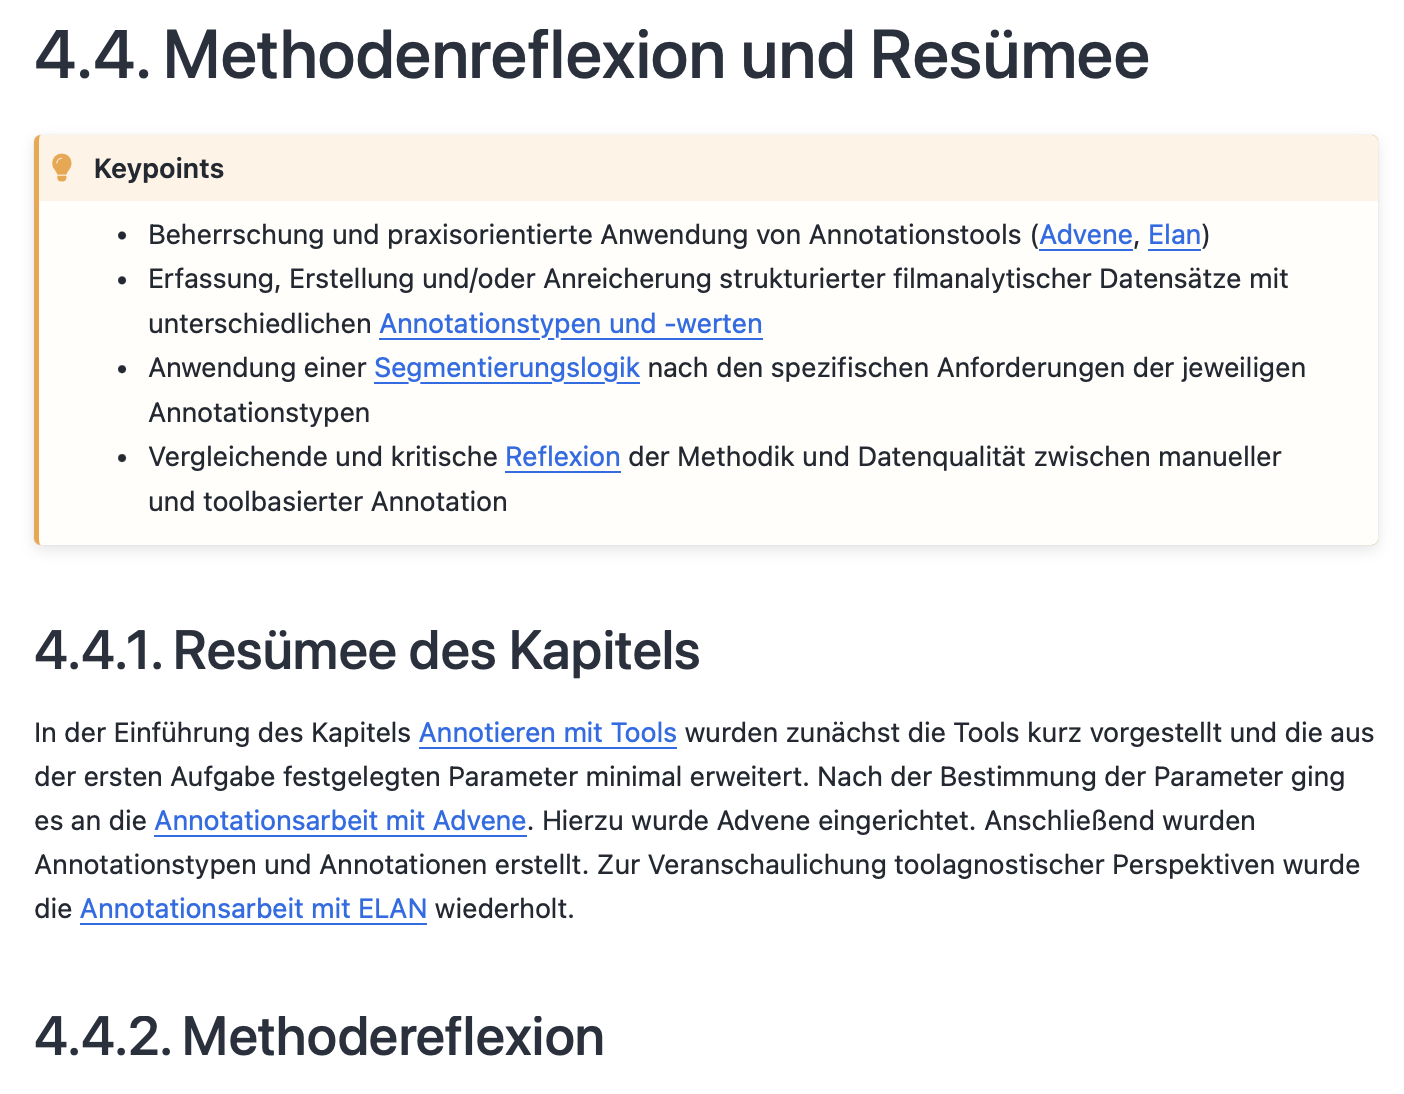 4.4. Methodenreflexion und Resümee
Keypoints
• Beherrschung und praxisorientierte Anwendung von Annotationstools (Advene, Elan)
• Erfassung, Erstellung und/oder Anreicherung strukturierter filmanalytischer Datensätze mit
unterschiedlichen Annotationstypen und -werten
• Anwendung einer Segmentierungslogik nach den spezifischen Anforderungen der jeweiligen
Annotationstypen
• Vergleichende und kritische Reflexion der Methodik und Datenqualität zwischen manueller
und toolbasierter Annotation
4.4.1. Resümee des Kapitels
In der Einführung des Kapitels Annotieren mit Tools wurden zunächst die Tools kurz vorgestellt und die aus
der ersten Aufgabe festgelegten Parameter minimal erweitert. Nach der Bestimmung der Parameter ging
es an die Annotationsarbeit mit Advene. Hierzu wurde Advene eingerichtet. Anschließend wurden
Annotationstypen und Annotationen erstellt. Zur Veranschaulichung toolagnostischer Perspektiven wurde
die Annotationsarbeit mit ELAN wiederholt.
4.4.2. Methodereflexion